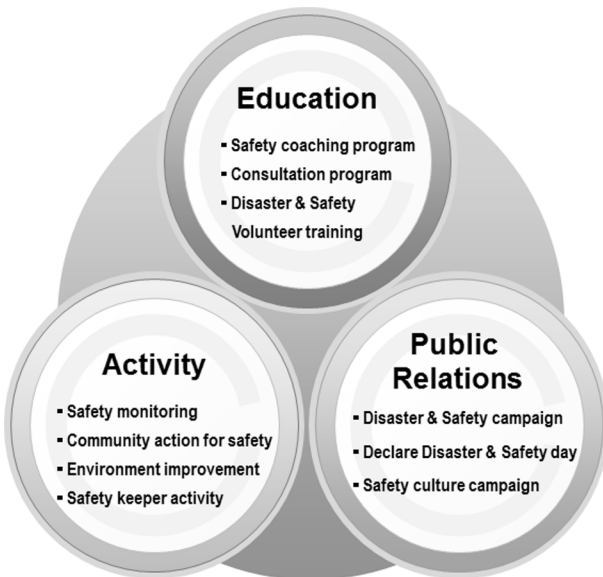 Education
▪ Safety coaching program
▪ Consultation program
▪ Disaster & Safety
Volunteer training
Activity
▪ Safety monitoring
▪ Community action for safety
▪ Environment improvement
▪ Safety keeper activity
Public
Relations
▪ Disaster & Safety campaign
▪ Declare Disaster & Safety day
▪ Safety culture campaign